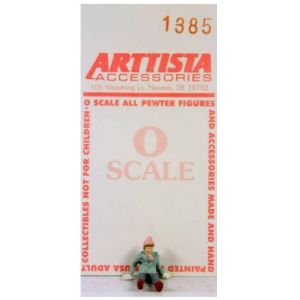 1385
ARTTISTA
ACCESSORIES
105 Woodring Ln. Newark, DE 19702
COLLECTIBLES NOT FOR CHILDREN·O SCALE ALL PEWTER FIGURES AND ACCESSORIES MADE AND HAND PAINTED
USA ADULT
O
SCALE